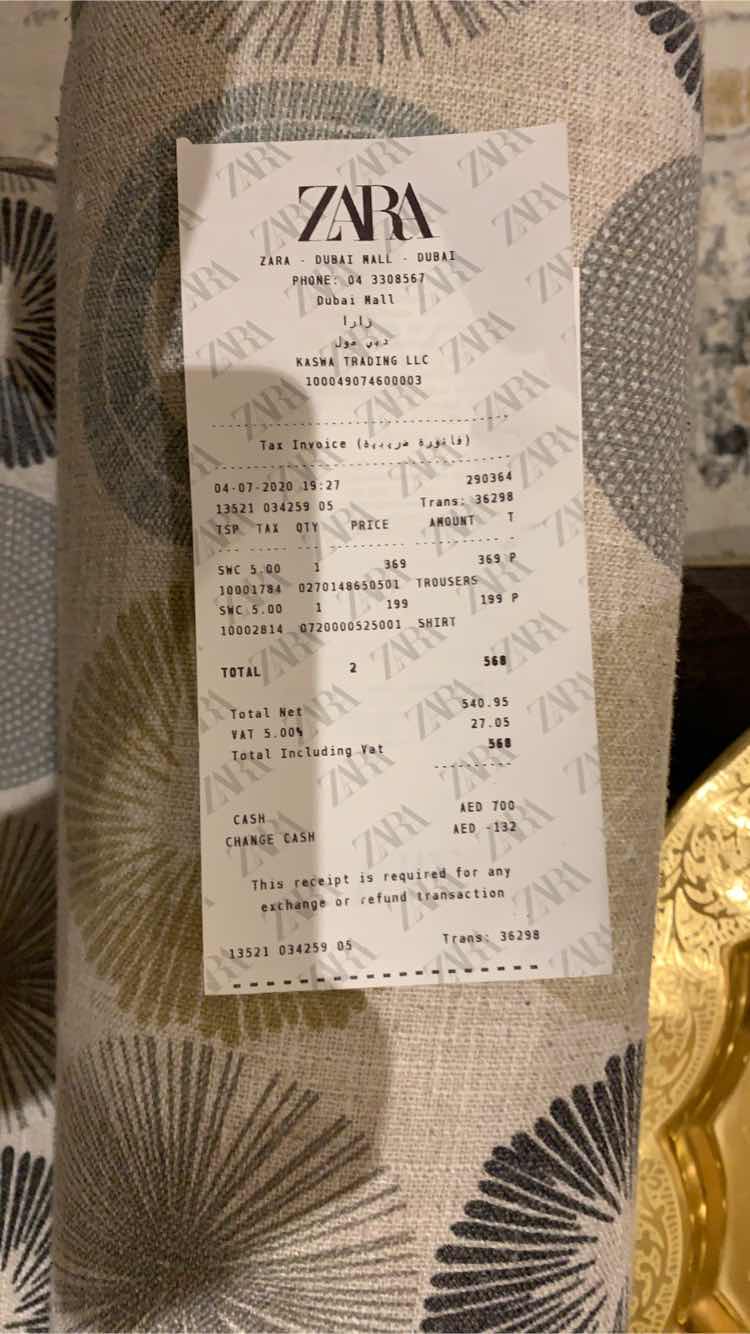 ZARA
ZARA - DUBAI MALL - DUBAI
PHONE: 04 3308567
Dubai Mall
زارا
دبي مول
KASWA TRADING LLC
100049074600003
Tax Invoice (فاتورة ضريبية)
04-07-2020 19:27 290364
13521 034259 05 Trans: 36298
TSP TAX QTY PRICE AMOUNT T
SWC 5.00 1 369 369 P
10001784 0270148650501 TROUSERS
SWC 5.00 1 199 199 P
10002814 0720000525001 SHIRT
TOTAL 2 568
Total Net 540.95
VAT 5.00% 27.05
Total Including Vat 568
CASH AED 700
CHANGE CASH AED -132
This receipt is required for any
exchange or refund transaction
13521 034259 05 Trans: 36298